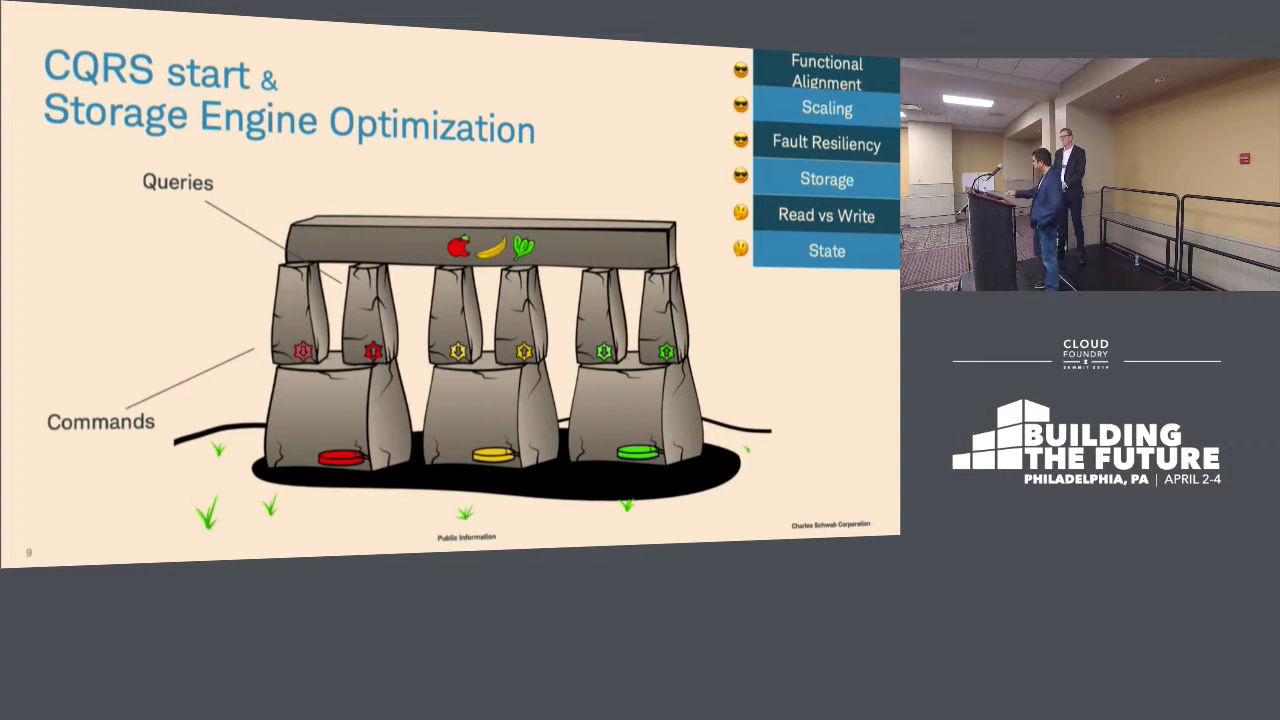 CQRS start &
Storage Engine Optimization
Queries
Commands
Functional
Alignment
Scaling
Fault Resiliency
Storage
Read vs Write
State
9
Public Information
Charles Schwab Corporation
CLOUD
FOUNDRY
SUMMIT 2019
BUILDING
THE FUTURE
PHILADELPHIA, PA | APRIL 2-4